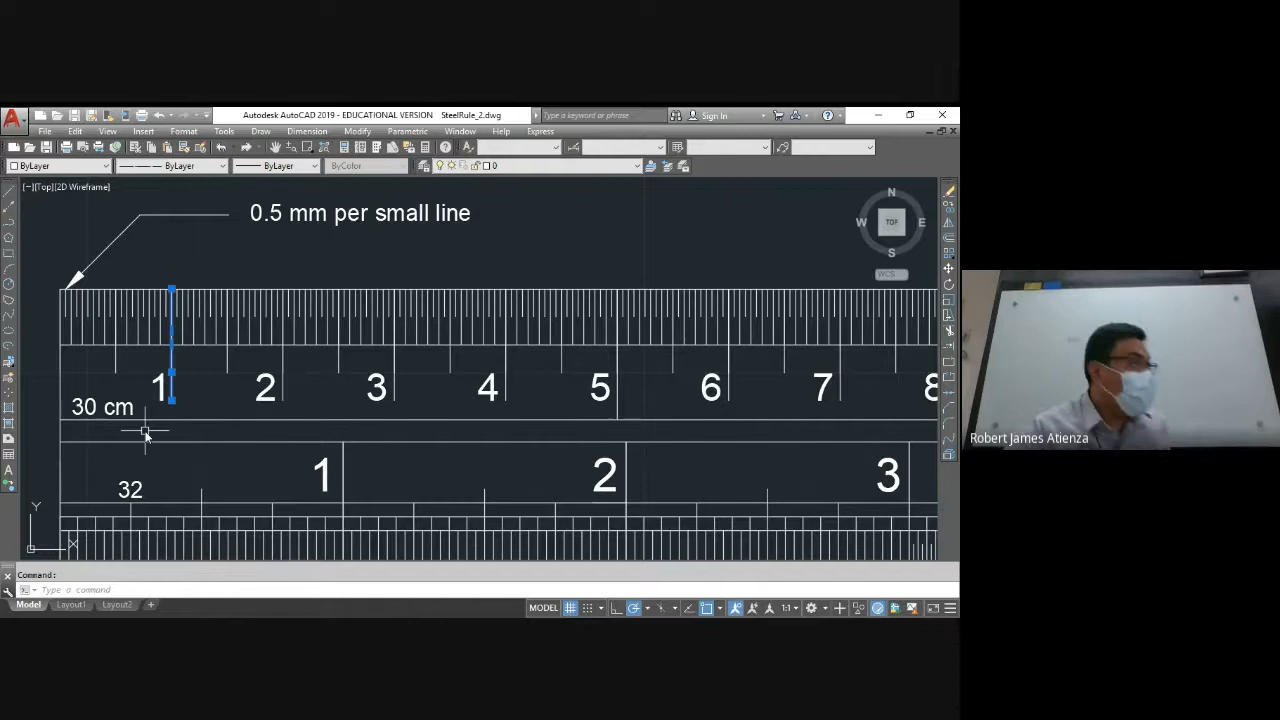 Autodesk AutoCAD 2019 - EDUCATIONAL VERSION SteelRule_2.dwg
Type a keyword or phrase
Sign In
File Edit View Insert Format Tools Draw Dimension Modify Parametric Window Help Express
ByLayer
ByLayer
ByLayer
ByColor
0
[−][Top][2D Wireframe]
0.5 mm per small line
N
W TOP E
S
WCS
1 2 3 4 5 6 7 8
30 cm
1 2 3
32
Y
X
Robert James Atienza
Command:
Type a command
Model Layout1 Layout2 +
MODEL
1:1